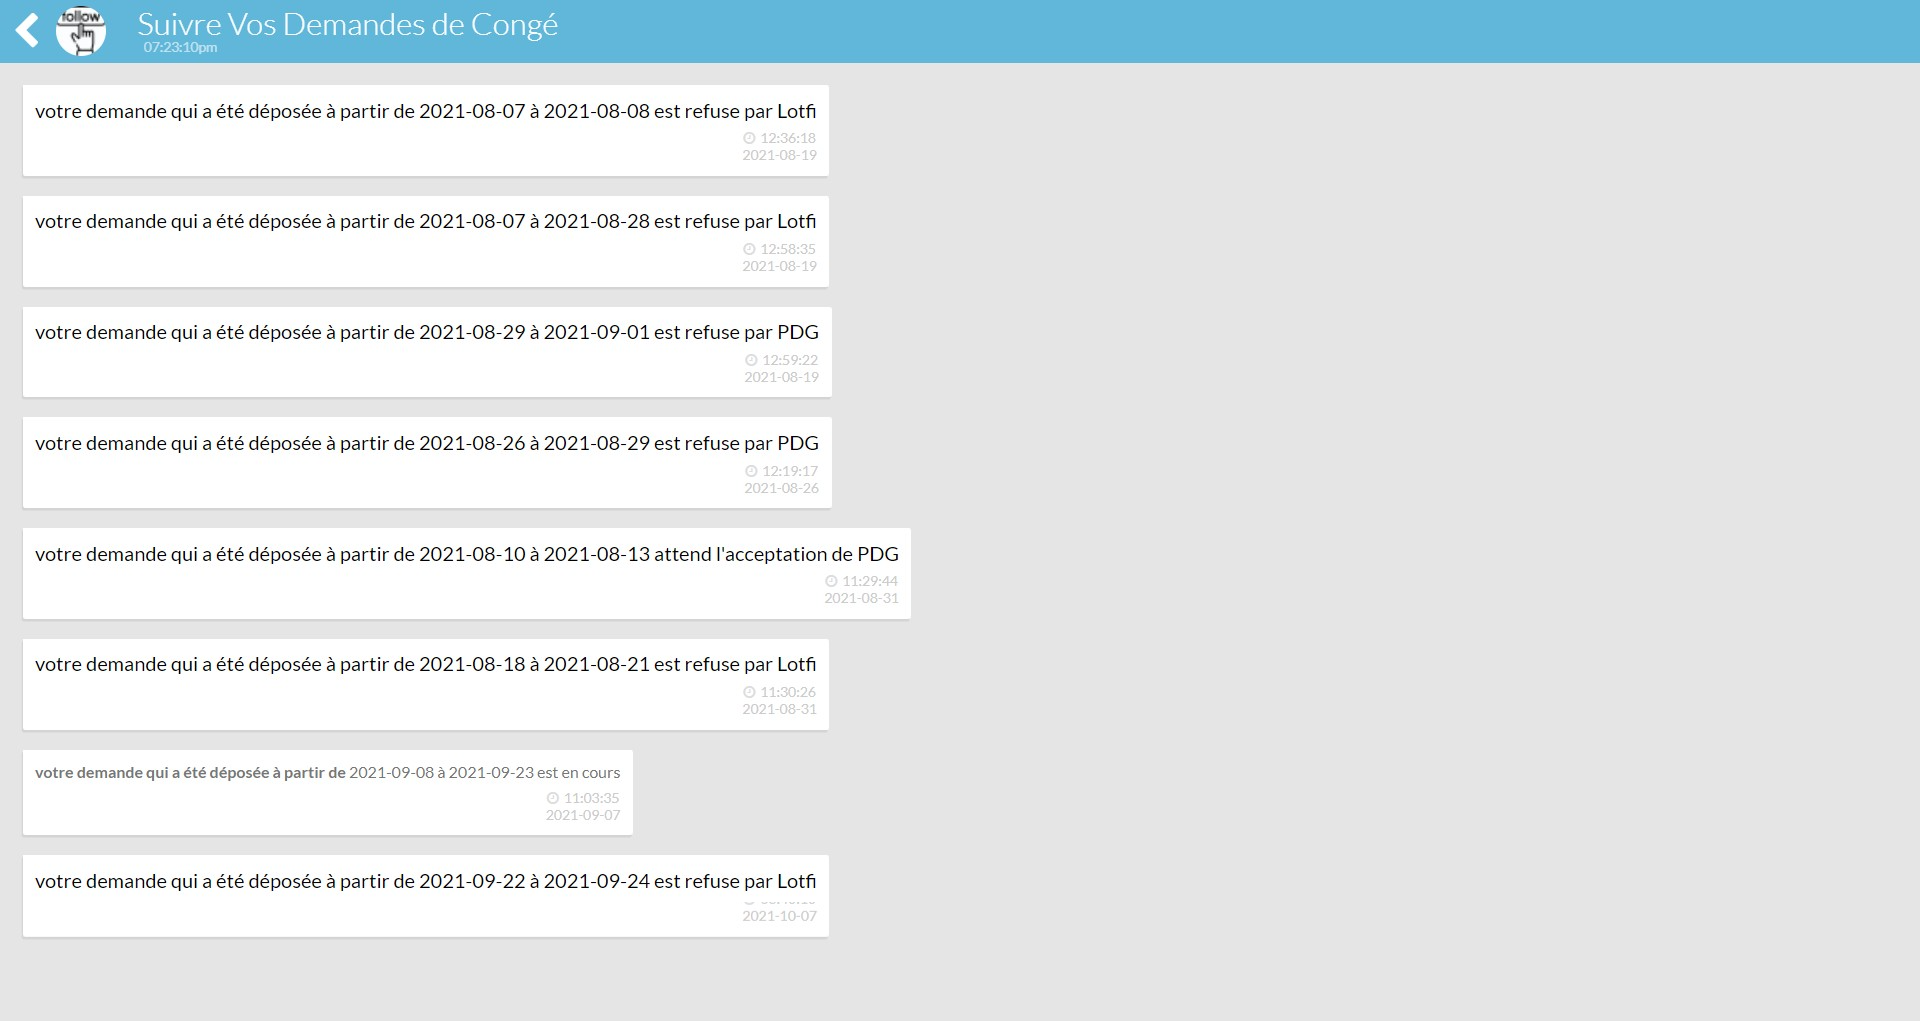 follow
Suivre Vos Demandes de Congé
07:23:10pm
votre demande qui a été déposée à partir de 2021-08-07 à 2021-08-08 est refuse par Lotfi
12:36:18
2021-08-19
votre demande qui a été déposée à partir de 2021-08-07 à 2021-08-28 est refuse par Lotfi
12:58:35
2021-08-19
votre demande qui a été déposée à partir de 2021-08-29 à 2021-09-01 est refuse par PDG
12:59:22
2021-08-19
votre demande qui a été déposée à partir de 2021-08-26 à 2021-08-29 est refuse par PDG
12:19:17
2021-08-26
votre demande qui a été déposée à partir de 2021-08-10 à 2021-08-13 attend l'acceptation de PDG
11:29:44
2021-08-31
votre demande qui a été déposée à partir de 2021-08-18 à 2021-08-21 est refuse par Lotfi
11:30:26
2021-08-31
votre demande qui a été déposée à partir de 2021-09-08 à 2021-09-23 est en cours
11:03:35
2021-09-07
votre demande qui a été déposée à partir de 2021-09-22 à 2021-09-24 est refuse par Lotfi
2021-10-07